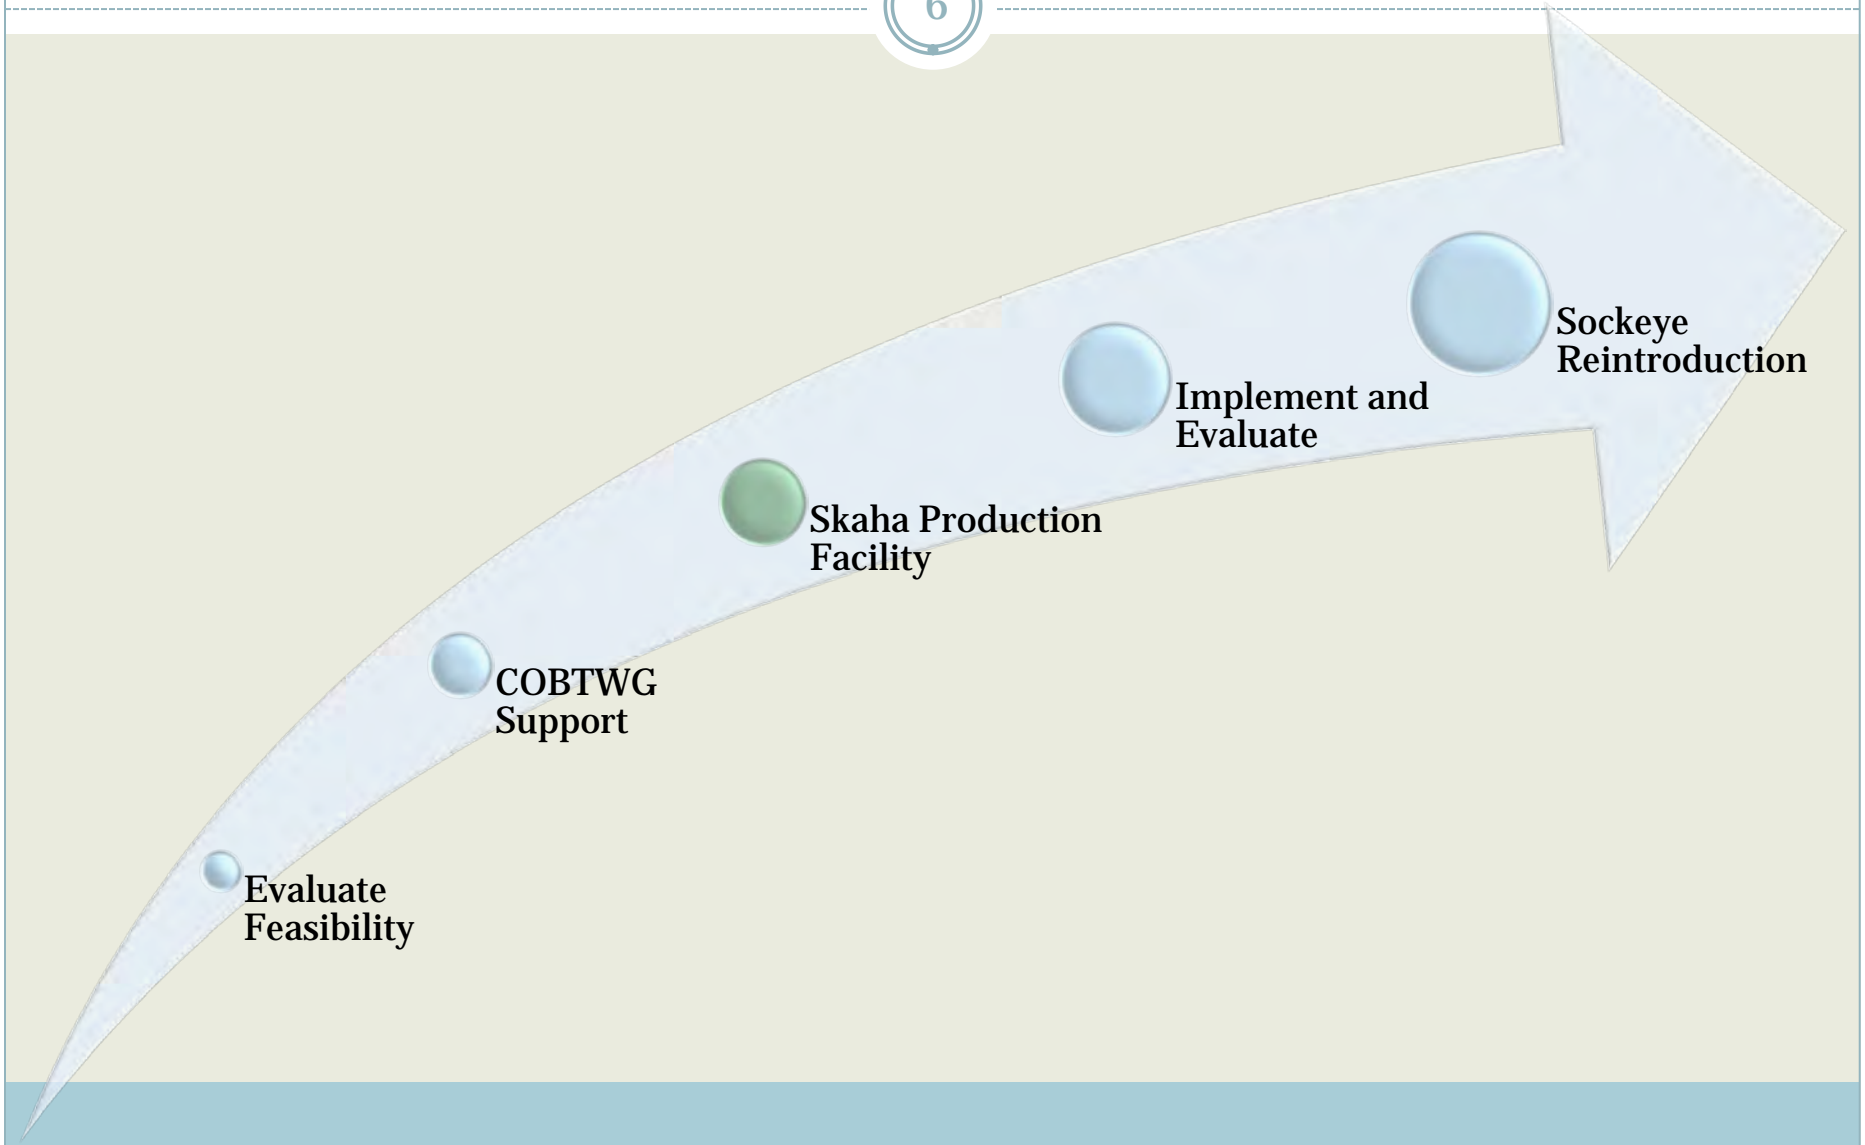 6
Sockeye
Reintroduction
Implement and
Evaluate
Skaha Production
Facility
COBTWG
Support
Evaluate
Feasibility